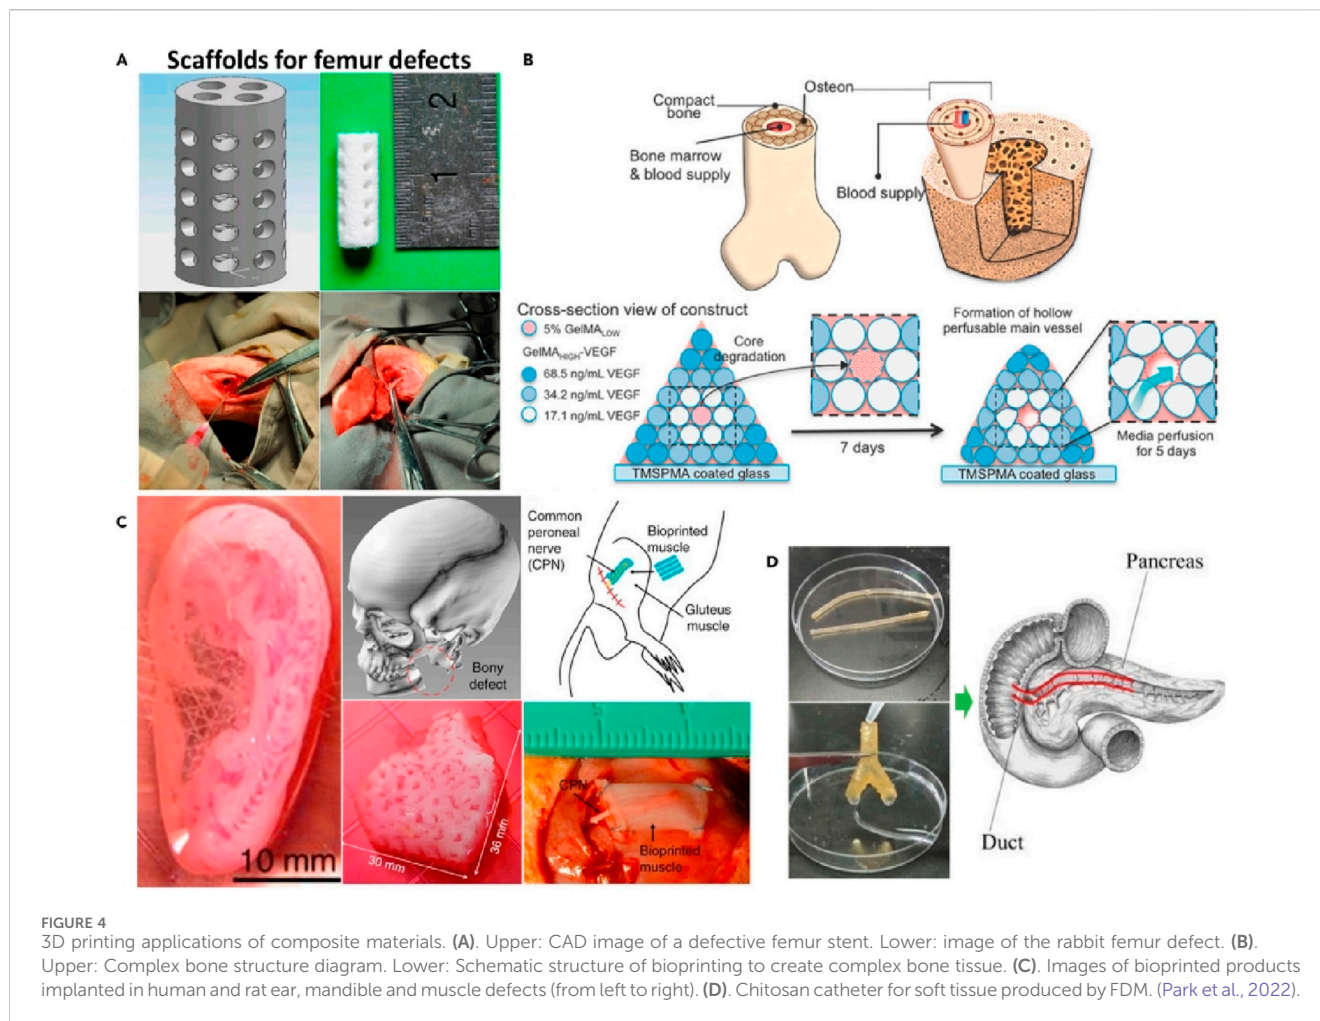 A
Scaffolds for femur defects
2
1
B
Compact
bone
Osteon
Bone marrow
& blood supply
Blood supply
Cross-section view of construct
5% GelMALOW
GelMAHIGH-VEGF
68.5 ng/mL VEGF
34.2 ng/mL VEGF
17.1 ng/mL VEGF
Core
degradation
7 days
TMSPMA coated glass
Formation of hollow
perfusable main vessel
TMSPMA coated glass
Media perfusion
for 5 days
C
10 mm
Bony
defect
30 mm
36 mm
Common
peroneal
nerve
(CPN)
Bioprinted
muscle
Gluteus
muscle
CPN
Bioprinted
muscle
D
Pancreas
Duct
FIGURE 4
3D printing applications of composite materials. (A). Upper: CAD image of a defective femur stent. Lower: image of the rabbit femur defect. (B).
Upper: Complex bone structure diagram. Lower: Schematic structure of bioprinting to create complex bone tissue. (C). Images of bioprinted products
implanted in human and rat ear, mandible and muscle defects (from left to right). (D). Chitosan catheter for soft tissue produced by FDM. (Park et al., 2022).